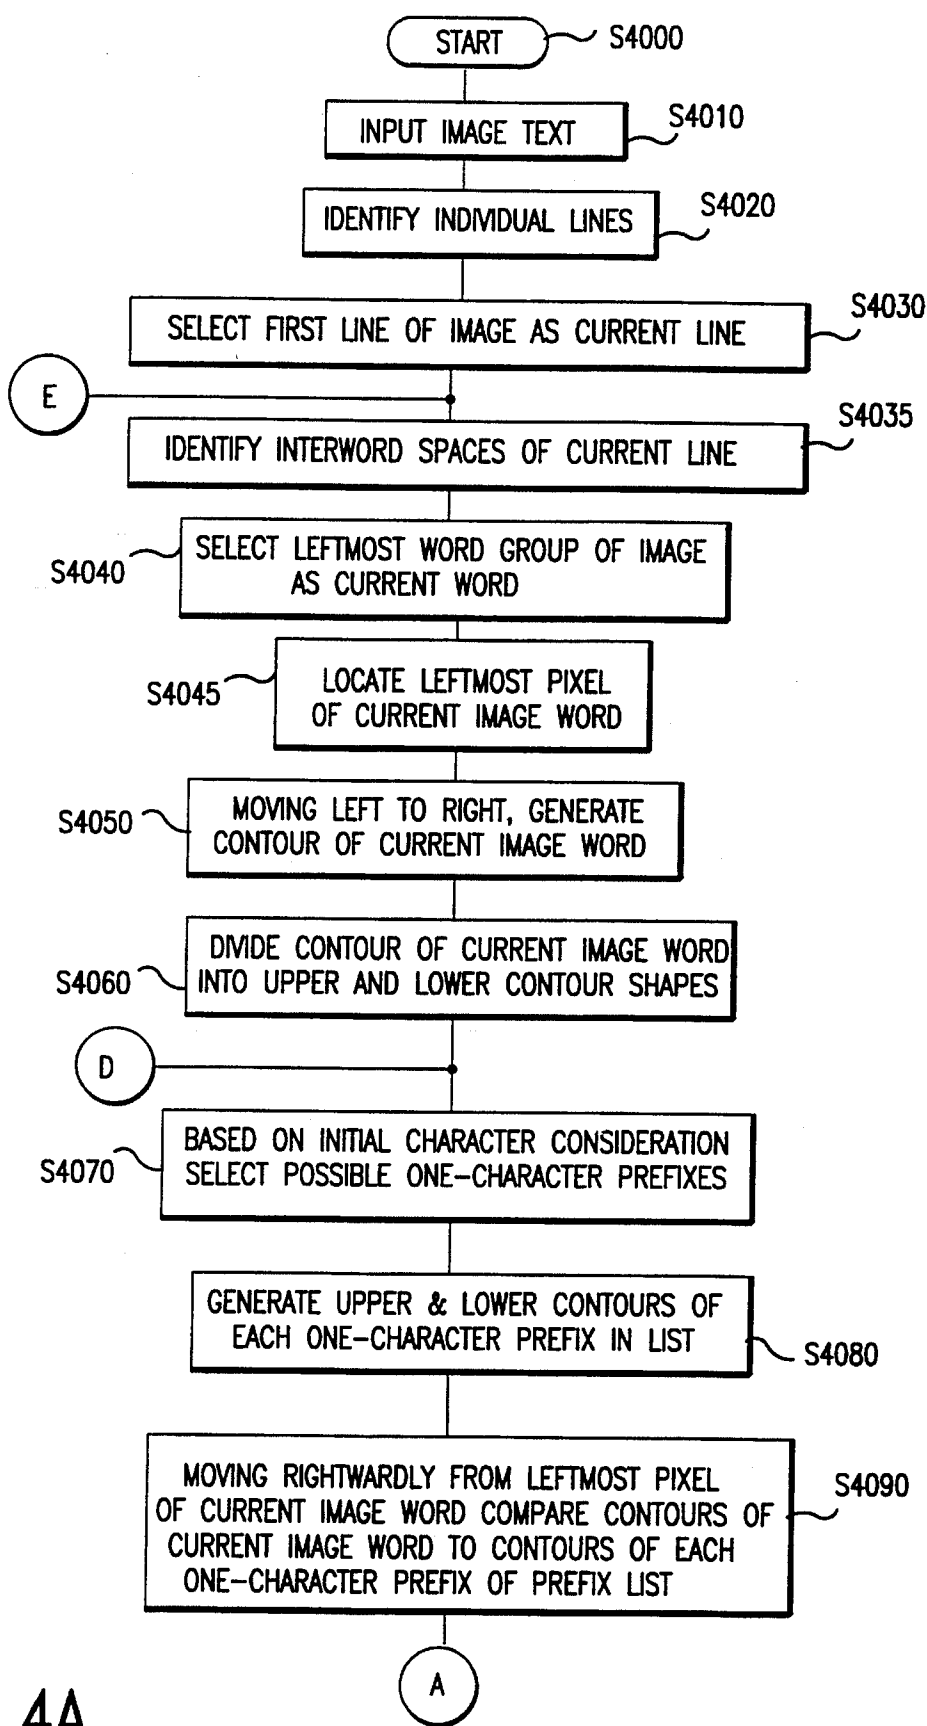 START
S4000
INPUT IMAGE TEXT
S4010
IDENTIFY INDIVIDUAL LINES
S4020
SELECT FIRST LINE OF IMAGE AS CURRENT LINE
S4030
E
IDENTIFY INTERWORD SPACES OF CURRENT LINE
S4035
S4040
SELECT LEFTMOST WORD GROUP OF IMAGE
AS CURRENT WORD
S4045
LOCATE LEFTMOST PIXEL
OF CURRENT IMAGE WORD
S4050
MOVING LEFT TO RIGHT, GENERATE
CONTOUR OF CURRENT IMAGE WORD
S4060
DIVIDE CONTOUR OF CURRENT IMAGE WORD
INTO UPPER AND LOWER CONTOUR SHAPES
D
S4070
BASED ON INITIAL CHARACTER CONSIDERATION
SELECT POSSIBLE ONE-CHARACTER PREFIXES
GENERATE UPPER & LOWER CONTOURS OF
EACH ONE-CHARACTER PREFIX IN LIST
S4080
MOVING RIGHTWARDLY FROM LEFTMOST PIXEL
OF CURRENT IMAGE WORD COMPARE CONTOURS OF
CURRENT IMAGE WORD TO CONTOURS OF EACH
ONE-CHARACTER PREFIX OF PREFIX LIST
S4090
A
4A